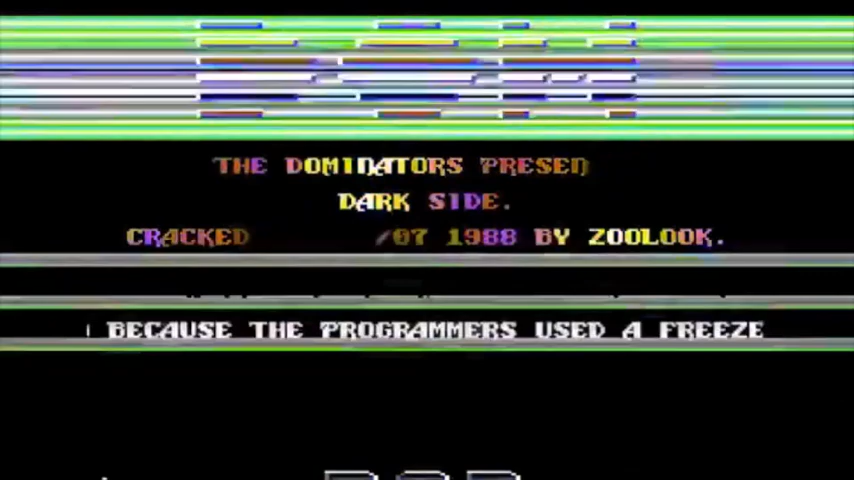 THE DOMINATORS PRESEN
DARK SIDE.
CRACKED /07 1988 BY ZOOLOOK.
BECAUSE THE PROGRAMMERS USED A FREEZE